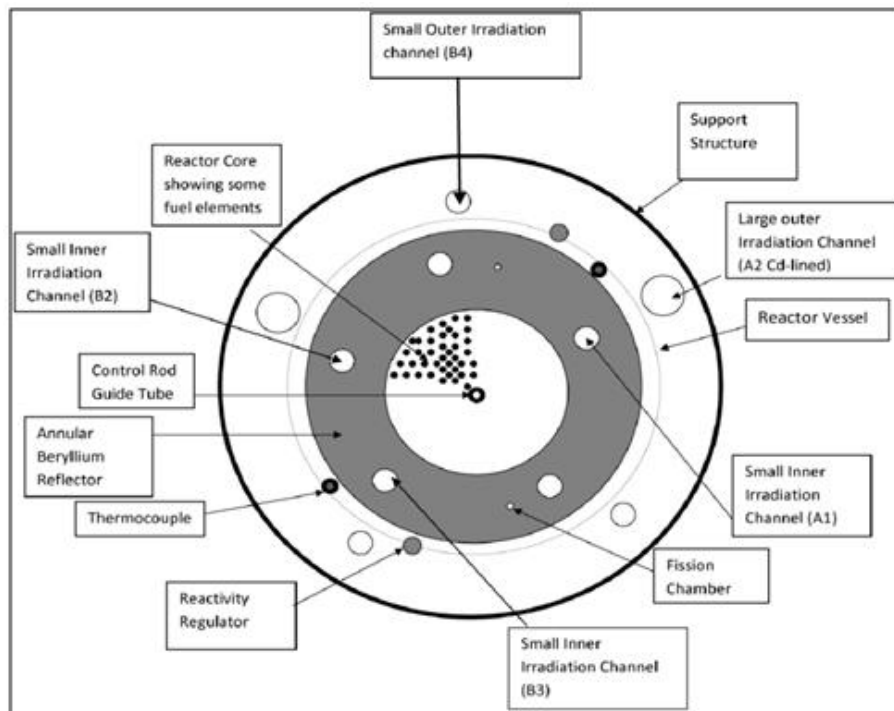 Small Outer Irradiation
channel (B4)
Support
Structure
Reactor Core
showing some
fuel elements
Large outer
Irradiation Channel
(A2 Cd-lined)
Small Inner
Irradiation
Channel (B2)
Reactor Vessel
Control Rod
Guide Tube
Annular
Beryllium
Reflector
Small Inner
Irradiation
Channel (A1)
Thermocouple
Fission
Chamber
Reactivity
Regulator
Small Inner
Irradiation Channel
(B3)